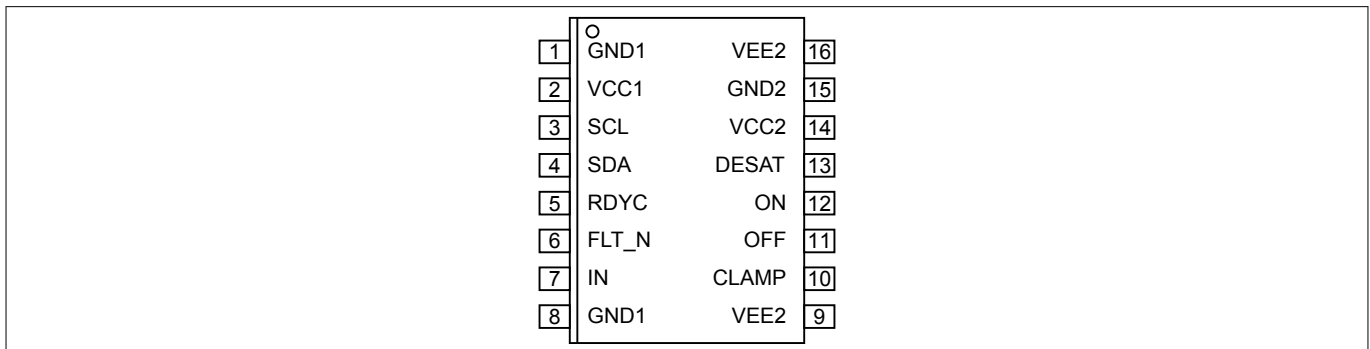 1 GND1 VEE2 16
2 VCC1 GND2 15
3 SCL VCC2 14
4 SDA DESAT 13
5 RDYC ON 12
6 FLT_N OFF 11
7 IN CLAMP 10
8 GND1 VEE2 9